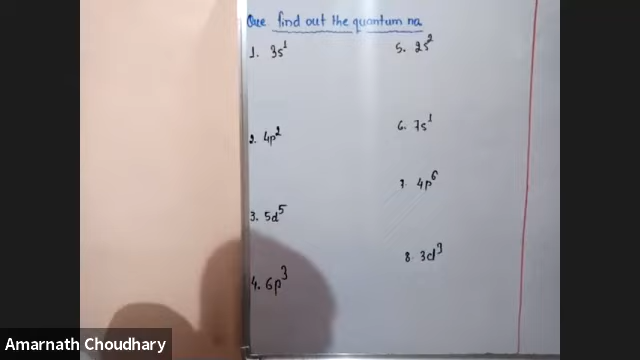 Que find out the quantum no
1. 3s¹
2. 4p²
3. 5d⁵
4. 6p³
5. 2s²
6. 7s¹
7. 4p⁶
8. 3d³
Amarnath Choudhary